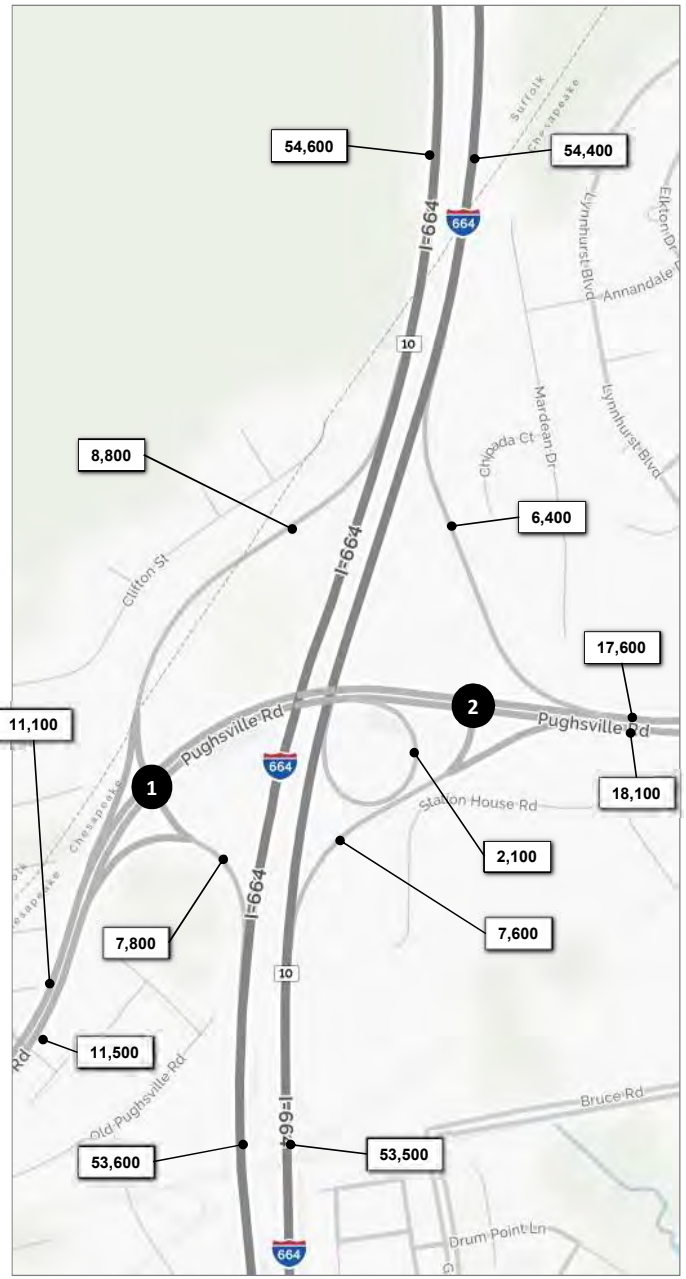 Suffolk
Chesapeake
54,600
54,400
I-664
664
Lynnhurst Blvd
Elkton Dr
Annandale
10
Mardean Dr
Lynnhurst Blvd
Chipada Ct
8,800
6,400
I-664
Clifton St
17,600
11,100
2
Pughsville Rd
Pughsville Rd
664
18,100
1
Chesapeake
Station House Rd
2,100
I-664
7,800
7,600
10
11,500
Rd
Old Pughsville Rd
Bruce Rd
I-664
53,600
53,500
Drum Point Ln
664
G